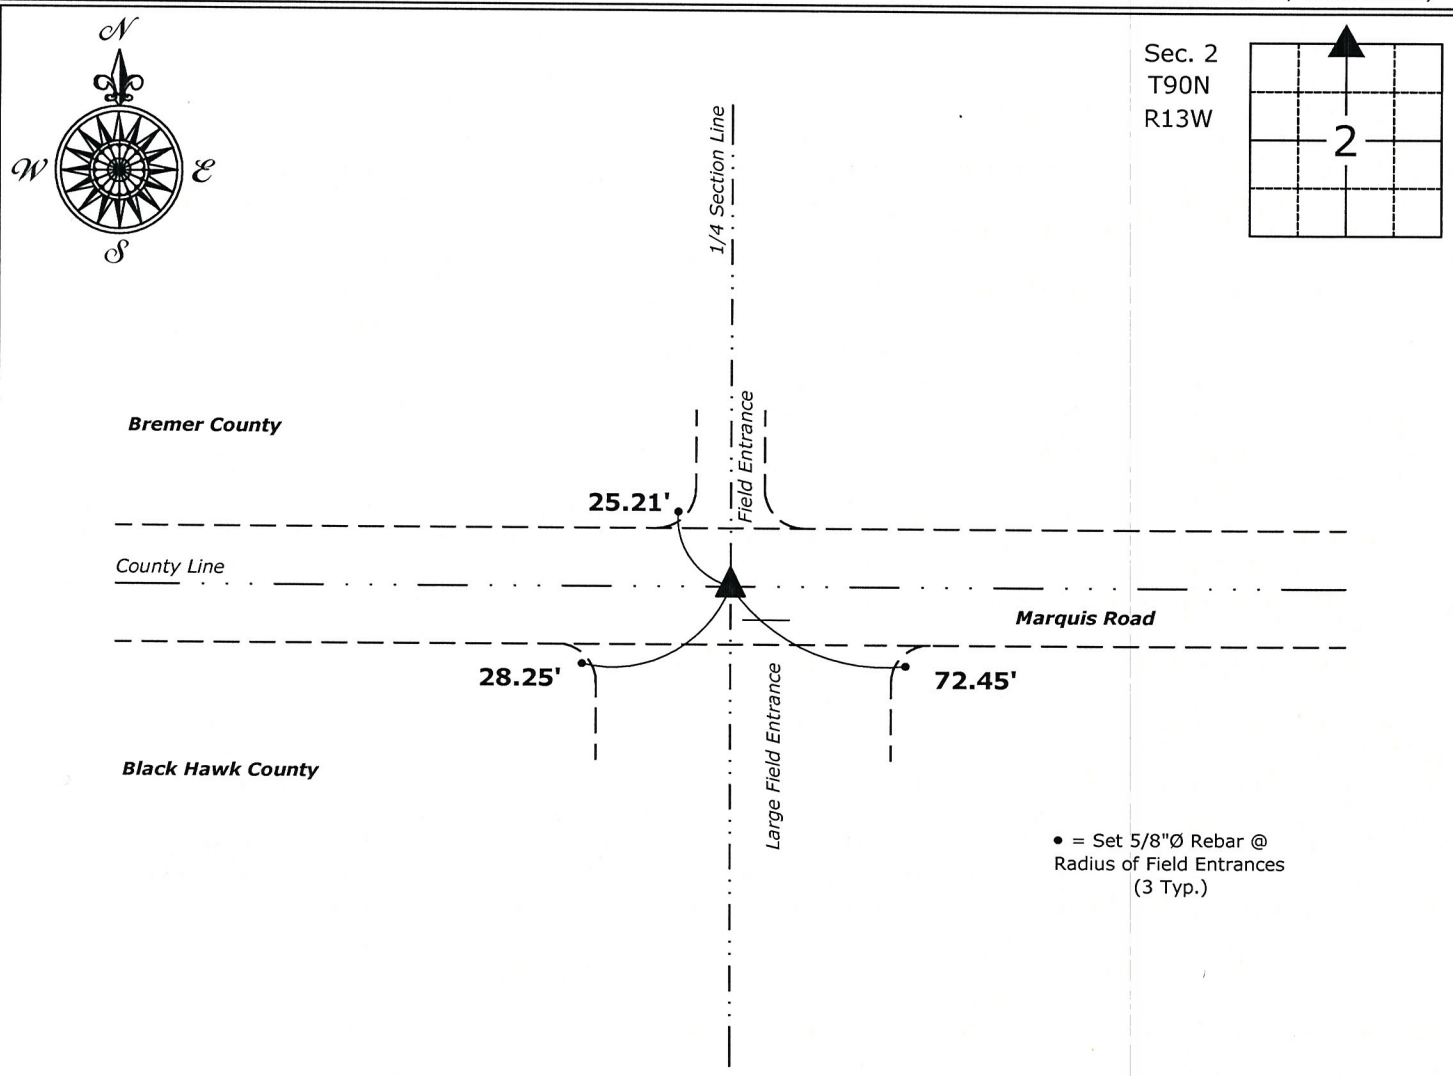 N
W
E
S
Sec. 2
T90N
R13W
2
1/4 Section Line
Bremer County
Field Entrance
25.21'
County Line
Marquis Road
28.25'
72.45'
Large Field Entrance
Black Hawk County
• = Set 5/8"Ø Rebar @
Radius of Field Entrances
(3 Typ.)